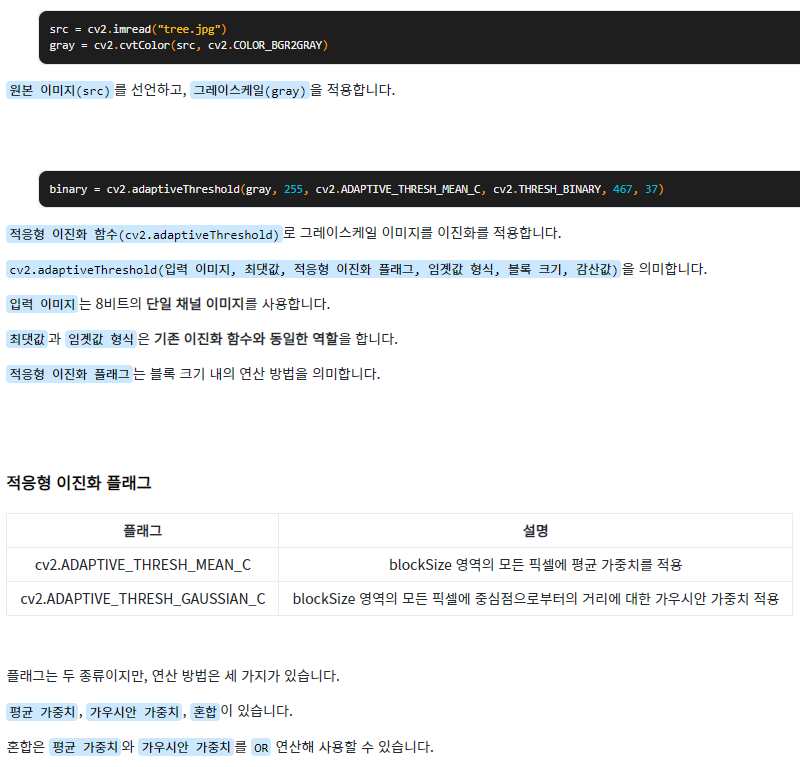 src = cv2.imread("tree.jpg")
gray = cv2.cvtColor(src, cv2.COLOR_BGR2GRAY)
원본 이미지(src)를 선언하고, 그레이스케일(gray)을 적용합니다.
binary = cv2.adaptiveThreshold(gray, 255, cv2.ADAPTIVE_THRESH_MEAN_C, cv2.THRESH_BINARY, 467, 37)
적응형 이진화 함수(cv2.adaptiveThreshold)로 그레이스케일 이미지를 이진화를 적용합니다.
cv2.adaptiveThreshold(입력 이미지, 최댓값, 적응형 이진화 플래그, 임곗값 형식, 블록 크기, 감산값)을 의미합니다.
입력 이미지는 8비트의 단일 채널 이미지를 사용합니다.
최댓값과 임곗값 형식은 기존 이진화 함수와 동일한 역할을 합니다.
적응형 이진화 플래그는 블록 크기 내의 연산 방법을 의미합니다.
적응형 이진화 플래그
플래그 설명
cv2.ADAPTIVE_THRESH_MEAN_C blockSize 영역의 모든 픽셀에 평균 가중치를 적용
cv2.ADAPTIVE_THRESH_GAUSSIAN_C blockSize 영역의 모든 픽셀에 중심점으로부터의 거리에 대한 가우시안 가중치 적용
플래그는 두 종류이지만, 연산 방법은 세 가지가 있습니다.
평균 가중치, 가우시안 가중치, 혼합이 있습니다.
혼합은 평균 가중치와 가우시안 가중치를 OR 연산해 사용할 수 있습니다.